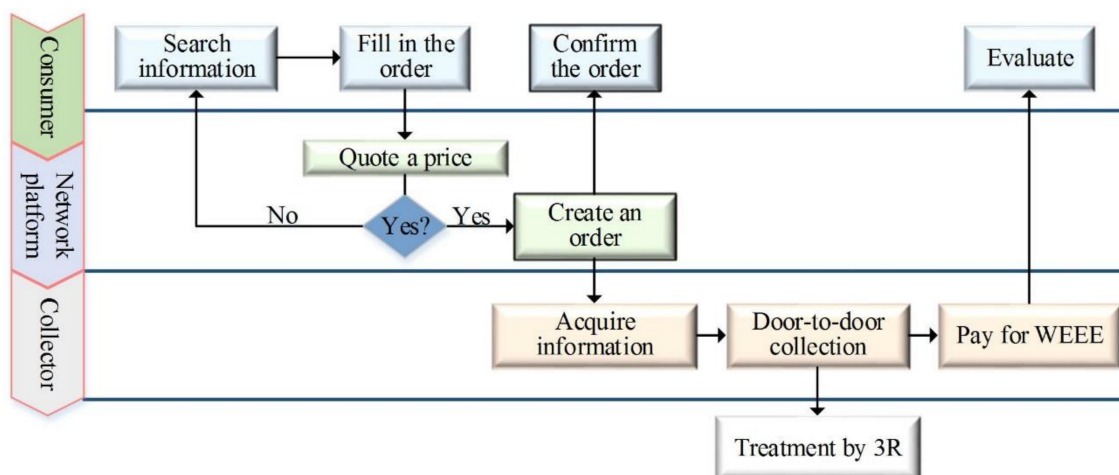 Consumer
Network
platform
Collector
Search
information
Fill in the
order
Confirm
the order
Evaluate
Quote a price
No
Yes?
Yes
Create an
order
Acquire
information
Door-to-door
collection
Pay for WEEE
Treatment by 3R